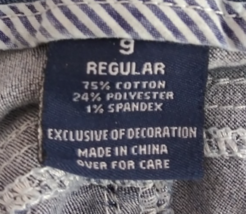 9
REGULAR
75% COTTON
24% POLYESTER
1% SPANDEX
EXCLUSIVE OF DECORATION
MADE IN CHINA
OVER FOR CARE